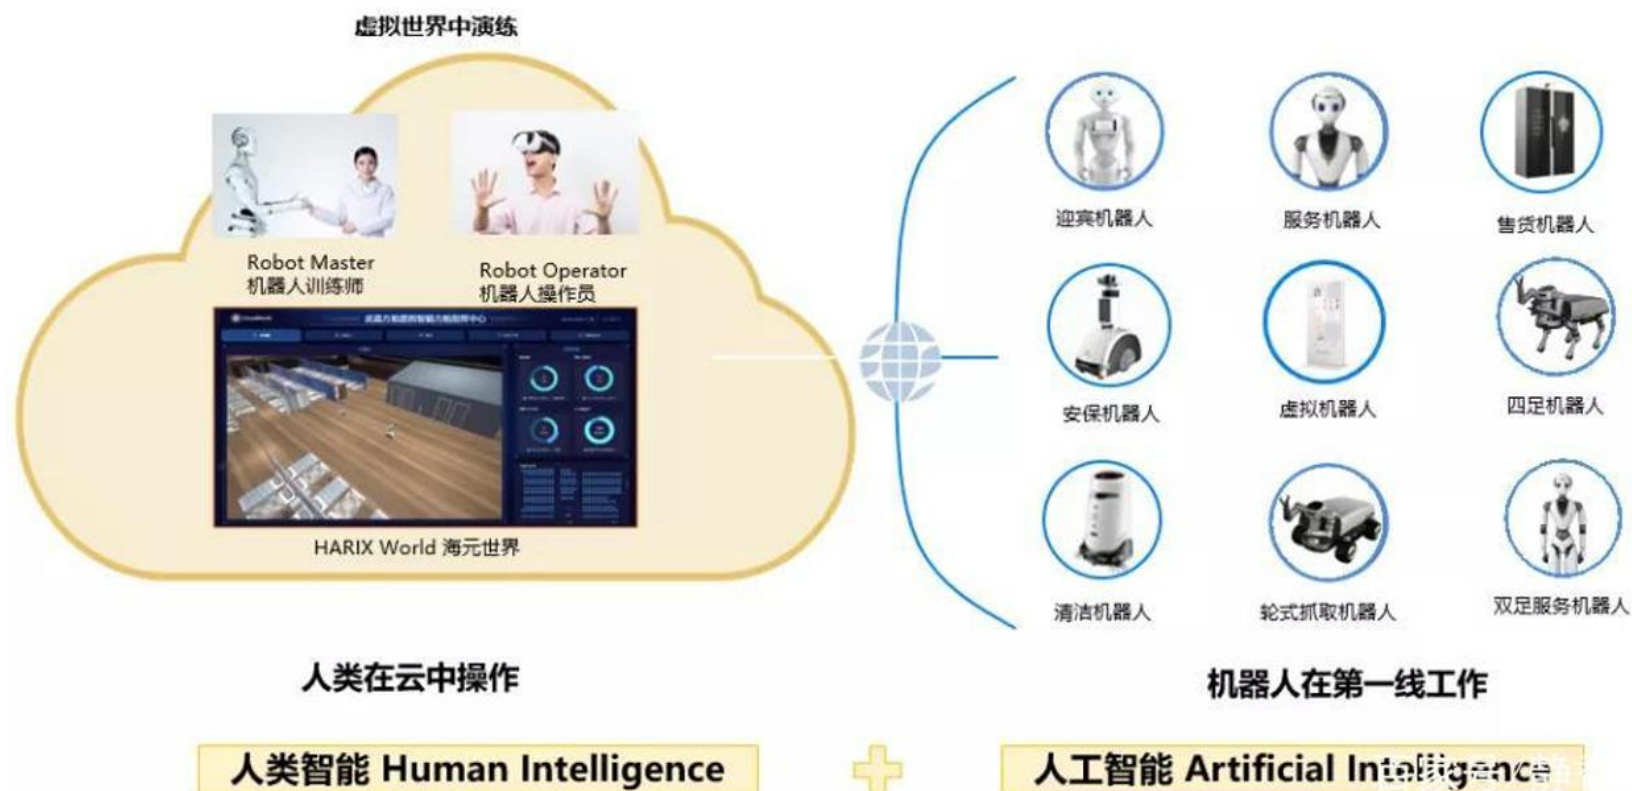 虚拟世界中演练
Robot Master
机器人训练师
Robot Operator
机器人操作员
HARIX World 海元世界
迎宾机器人
服务机器人
售货机器人
安保机器人
虚拟机器人
四足机器人
清洁机器人
轮式抓取机器人
双足服务机器人
人类在云中操作
机器人在第一线工作
人类智能 Human Intelligence
人工智能 Artificial Intelligence